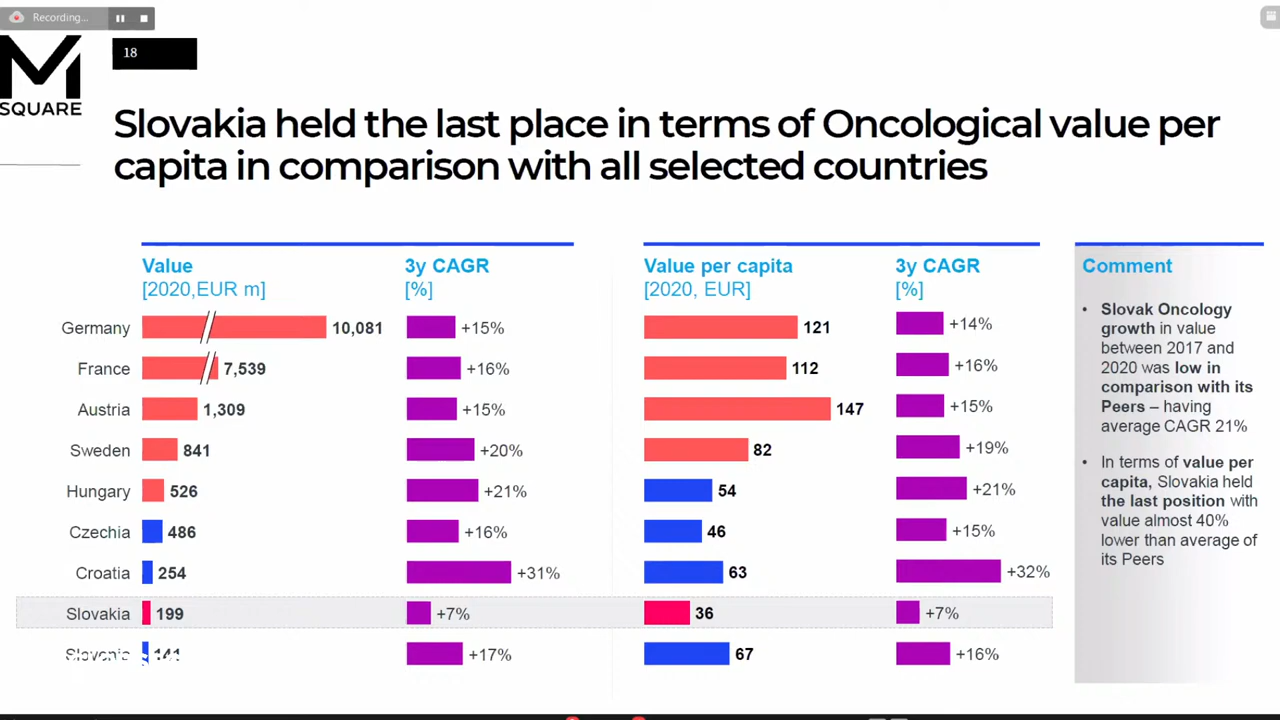 Recording...
18
M
SQUARE
Slovakia held the last place in terms of Oncological value per
capita in comparison with all selected countries
Value 3y CAGR Value per capita 3y CAGR Comment
[2020,EUR m] [%] [2020, EUR] [%]
Germany 10,081 +15% 121 +14%
France 7,539 +16% 112 +16%
Austria 1,309 +15% 147 +15%
Sweden 841 +20% 82 +19%
Hungary 526 +21% 54 +21%
Czechia 486 +16% 46 +15%
Croatia 254 +31% 63 +32%
Slovakia 199 +7% 36 +7%
Slovenia 141 +17% 67 +16%
• Slovak Oncology
growth in value
between 2017 and
2020 was low in
comparison with its
Peers – having
average CAGR 21%
• In terms of value per
capita, Slovakia held
the last position with
value almost 40%
lower than average of
its Peers